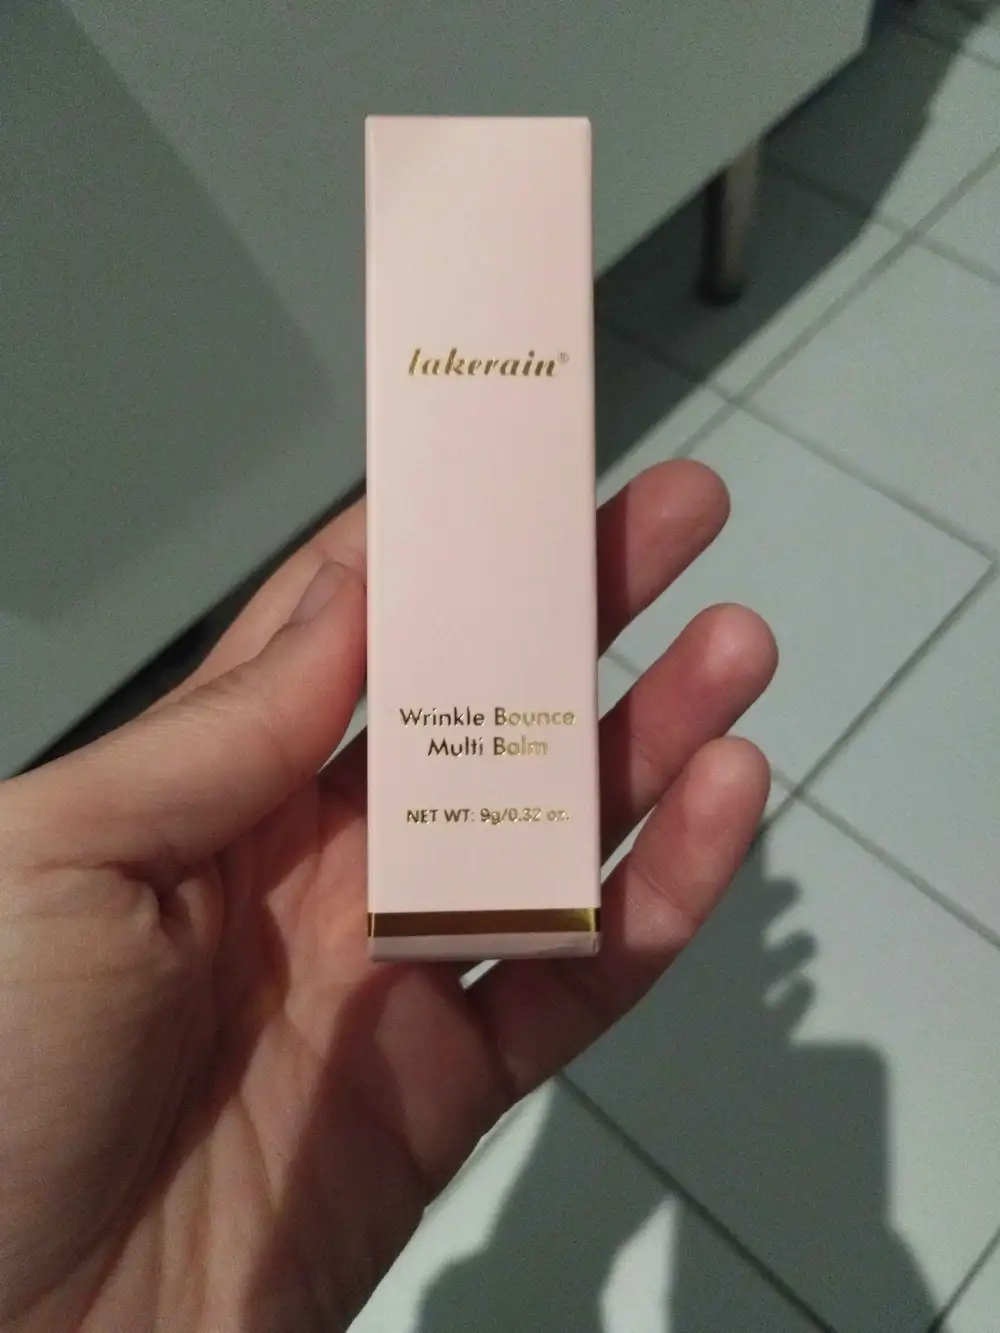 lakerain®
Wrinkle Bounce
Multi Balm
NET WT: 9g/0.32 oz.